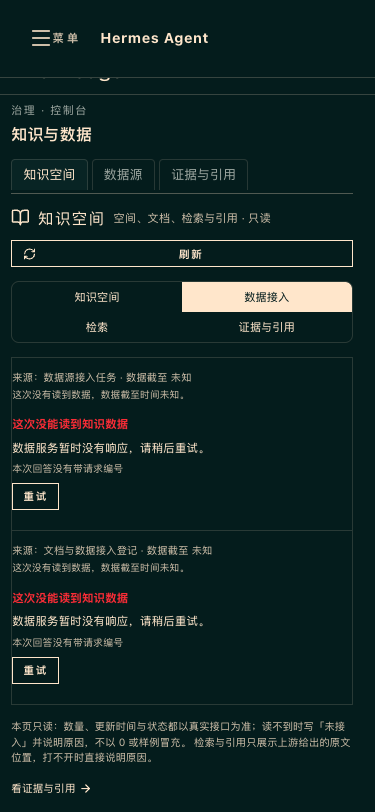 菜单 Hermes Agent
治理 · 控制台
知识与数据
知识空间 数据源 证据与引用
知识空间 空间、文档、检索与引用 · 只读
刷新
知识空间 数据接入
检索 证据与引用
来源：数据源接入任务 · 数据截至 未知
这次没有读到数据，数据截至时间未知。
这次没能读到知识数据
数据服务暂时没有响应，请稍后重试。
本次回答没有带请求编号
重试
来源：文档与数据接入登记 · 数据截至 未知
这次没有读到数据，数据截至时间未知。
这次没能读到知识数据
数据服务暂时没有响应，请稍后重试。
本次回答没有带请求编号
重试
本页只读：数量、更新时间与状态都以真实接口为准；读不到时写「未接
入」并说明原因，不以 0 或样例冒充。 检索与引用只展示上游给出的原文
位置，打不开时直接说明原因。
看证据与引用 →